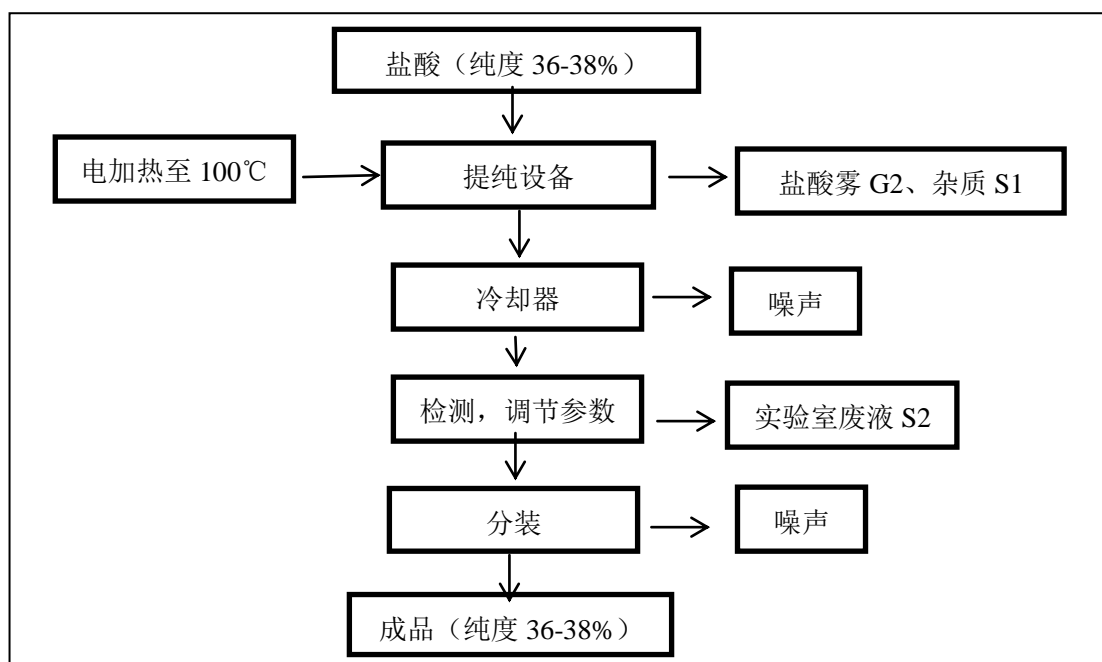 盐酸（纯度 36-38%）
电加热至 100℃
提纯设备
盐酸雾 G2、杂质 S1
冷却器
噪声
检测，调节参数
实验室废液 S2
分装
噪声
成品（纯度 36-38%）